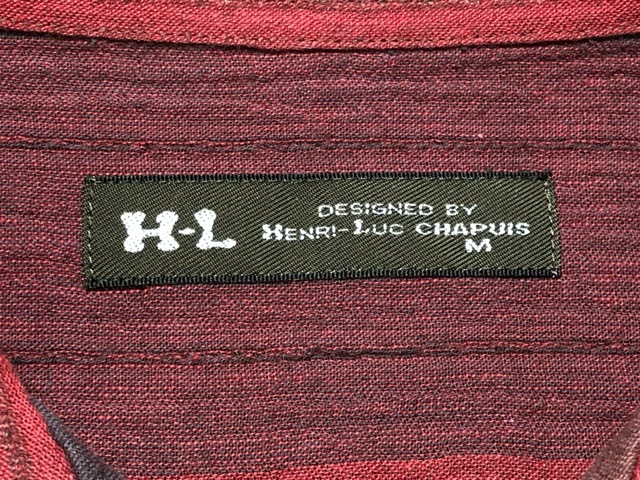 H-L
DESIGNED BY
HENRI-LUC CHAPUIS
M